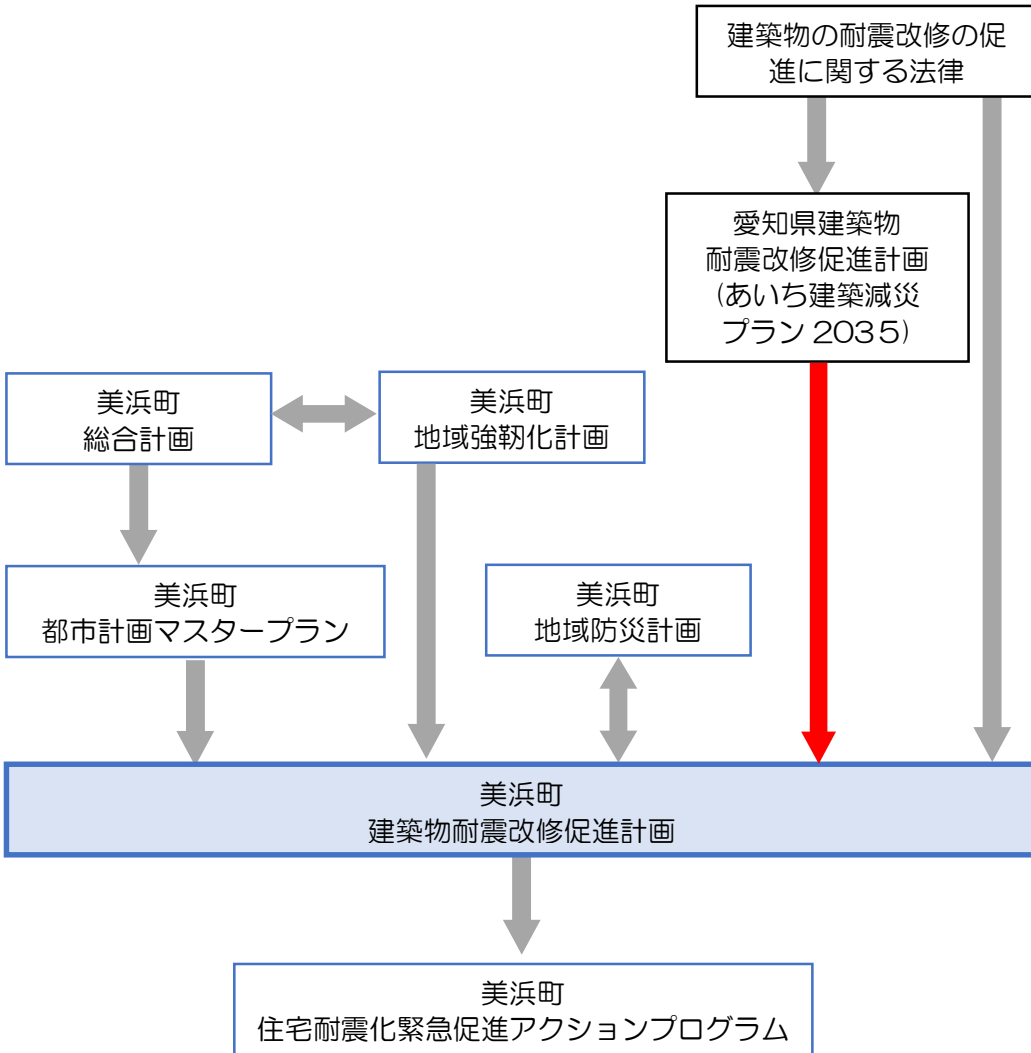 建築物の耐震改修の促
進に関する法律
愛知県建築物
耐震改修促進計画
(あいち建築減災
プラン 2035)
美浜町
総合計画
美浜町
地域強靭化計画
美浜町
都市計画マスタープラン
美浜町
地域防災計画
美浜町
建築物耐震改修促進計画
美浜町
住宅耐震化緊急促進アクションプログラム